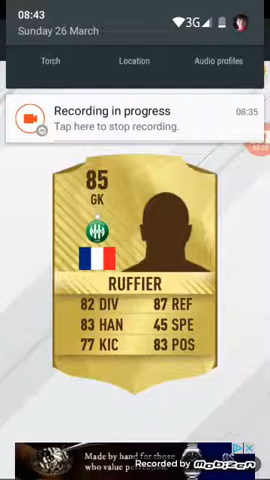 08:43
3G
Sunday 26 March
Torch
Location
Audio profiles
Recording in progress
08:35
Tap here to stop recording.
85
GK
RUFFIER
82 DIV 87 REF
83 HAN 45 SPE
77 KIC 83 POS
Made by hand for those
who value perfection.
Recorded by mobizen